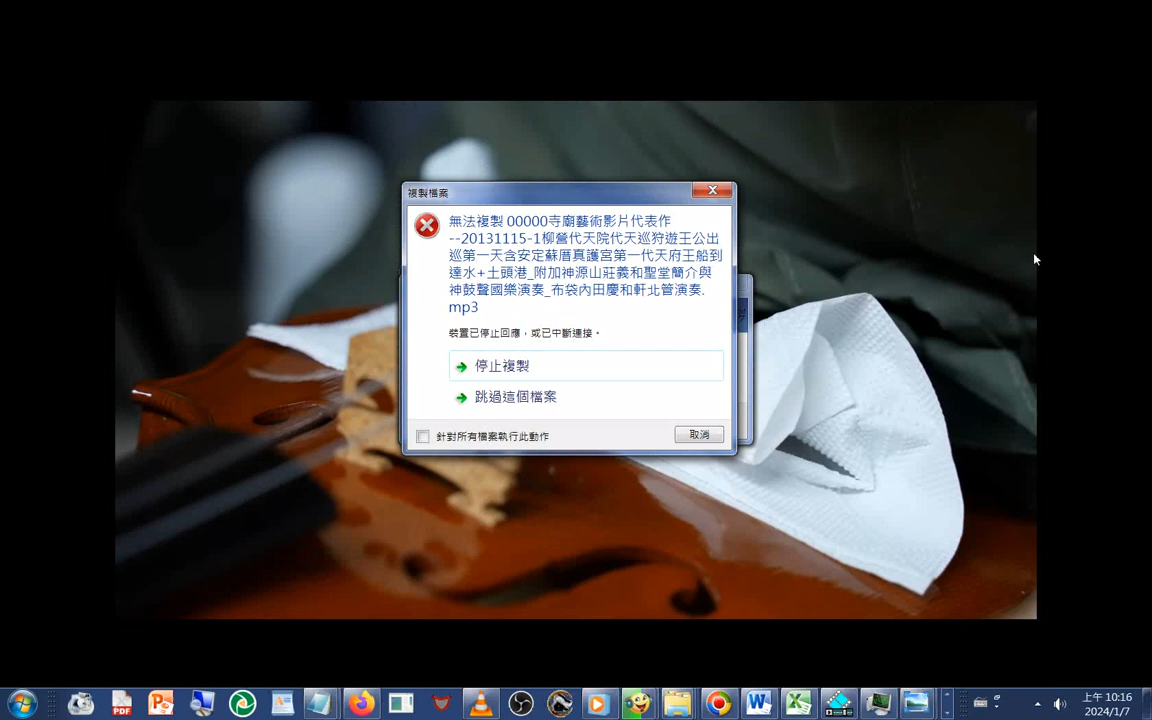 複製檔案
無法複製 00000寺廟藝術影片代表作
--20131115-1柳營代天院代天巡狩遊王公出
巡第一天含安定蘇厝真護宮第一代天府王船到
達水+土頭港_附加神源山莊義和聖堂簡介與
神鼓聲國樂演奏_布袋內田慶和軒北管演奏.
mp3
裝置已停止回應，或已中斷連接。
停止複製
跳過這個檔案
針對所有檔案執行此動作
取消
上午 10:16
2024/1/7